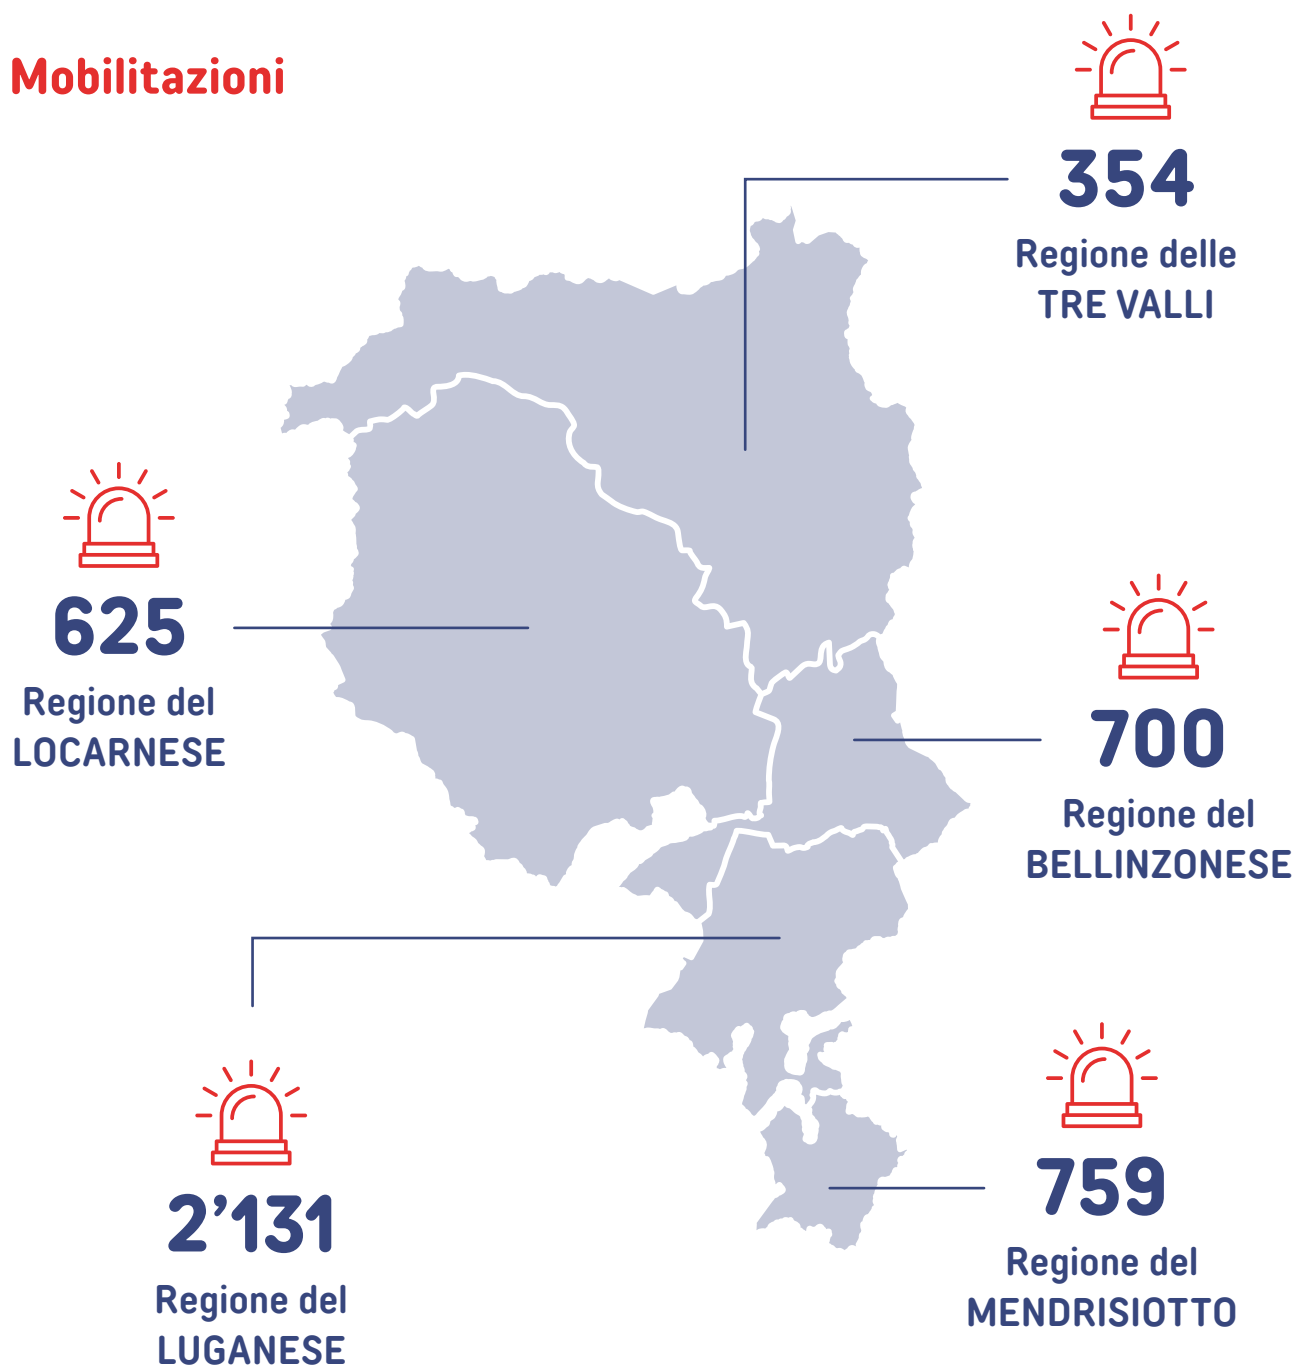 Mobilitazioni
354
Regione delle
TRE VALLI
625
Regione del
LOCARNESE
700
Regione del
BELLINZONESE
2’131
Regione del
LUGANESE
759
Regione del
MENDRISIOTTO